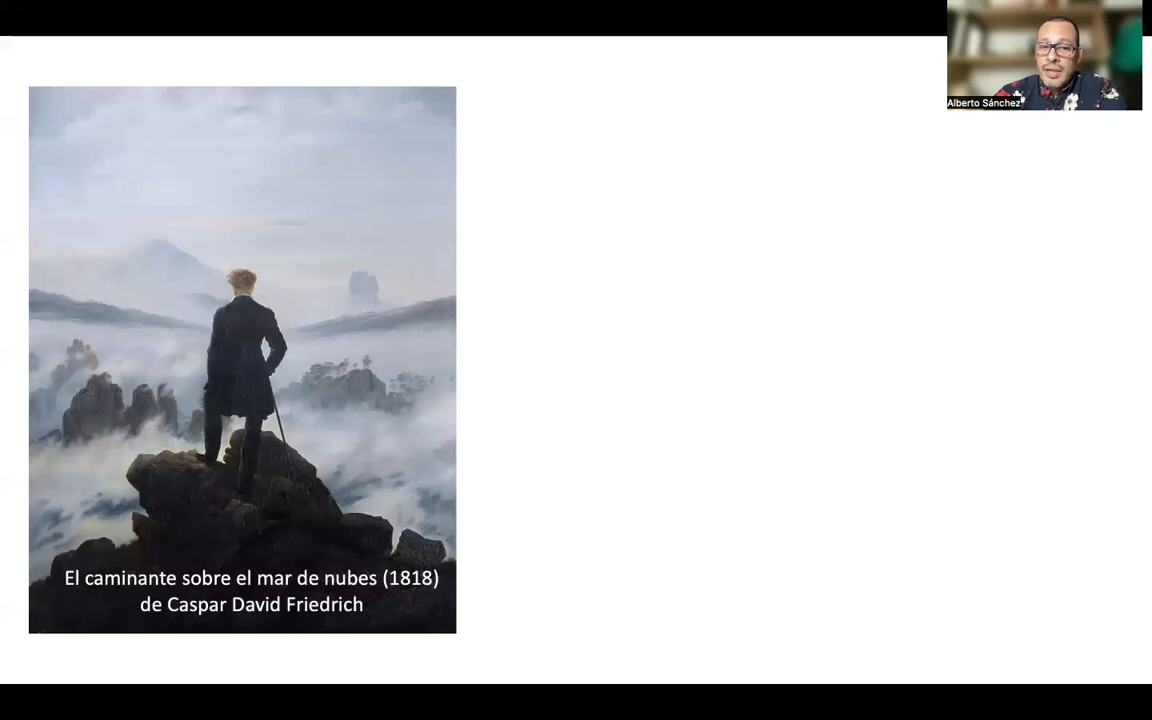 Alberto Sánchez
El caminante sobre el mar de nubes (1818)
de Caspar David Friedrich